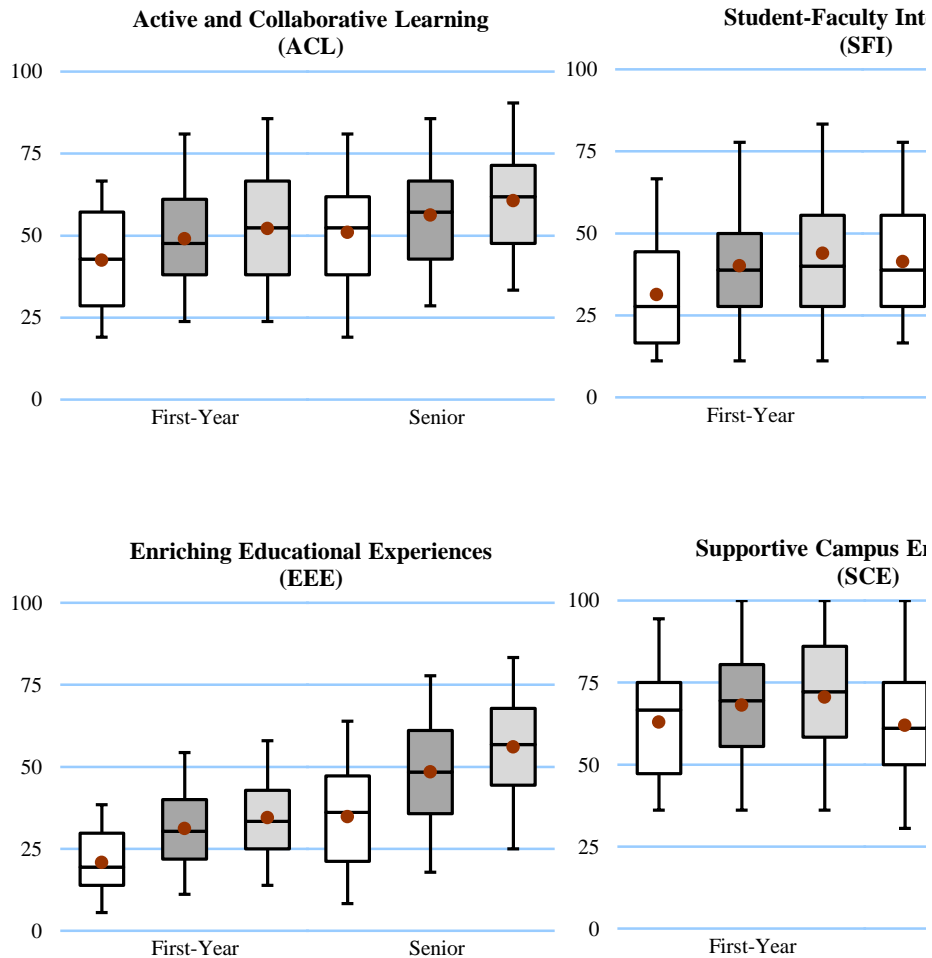 Active and Collaborative Learning
(ACL)
100
75
50
25
0
First-Year Senior
Student-Faculty Int
(SFI)
100
75
50
25
0
First-Year
Enriching Educational Experiences
(EEE)
100
75
50
25
0
First-Year Senior
Supportive Campus En
(SCE)
100
75
50
25
0
First-Year